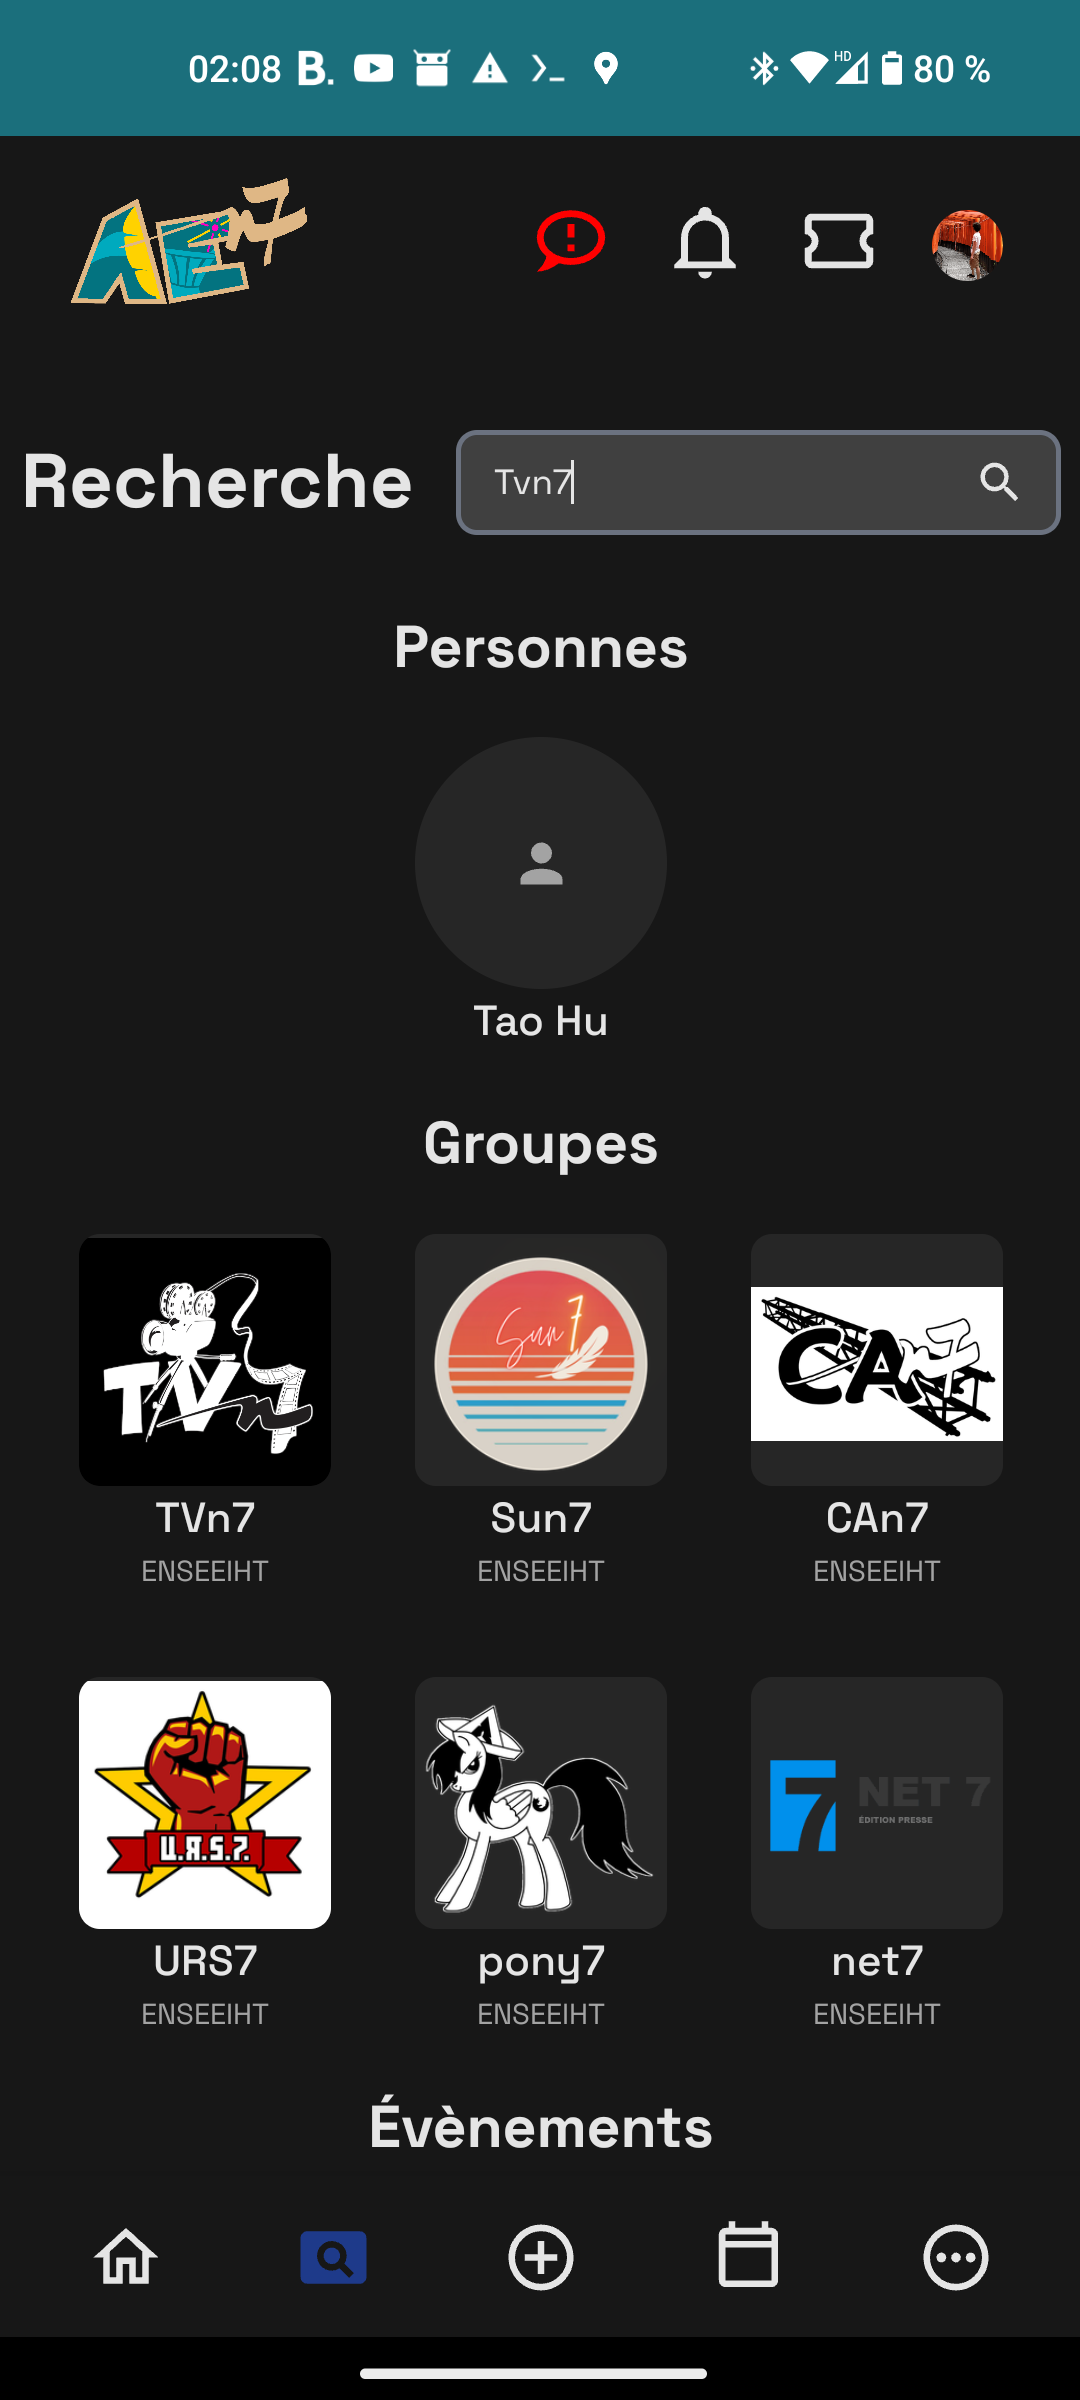 02:08 B. HD 80 %
AEn7
Recherche
Tvn7
Personnes
Tao Hu
Groupes
TVn7
Sun7
CAn7
TVn7 Sun7 CAn7
ENSEEIHT ENSEEIHT ENSEEIHT
U.R.S.7.
NET 7
ÉDITION PRESSE
URS7 pony7 net7
ENSEEIHT ENSEEIHT ENSEEIHT
Évènements